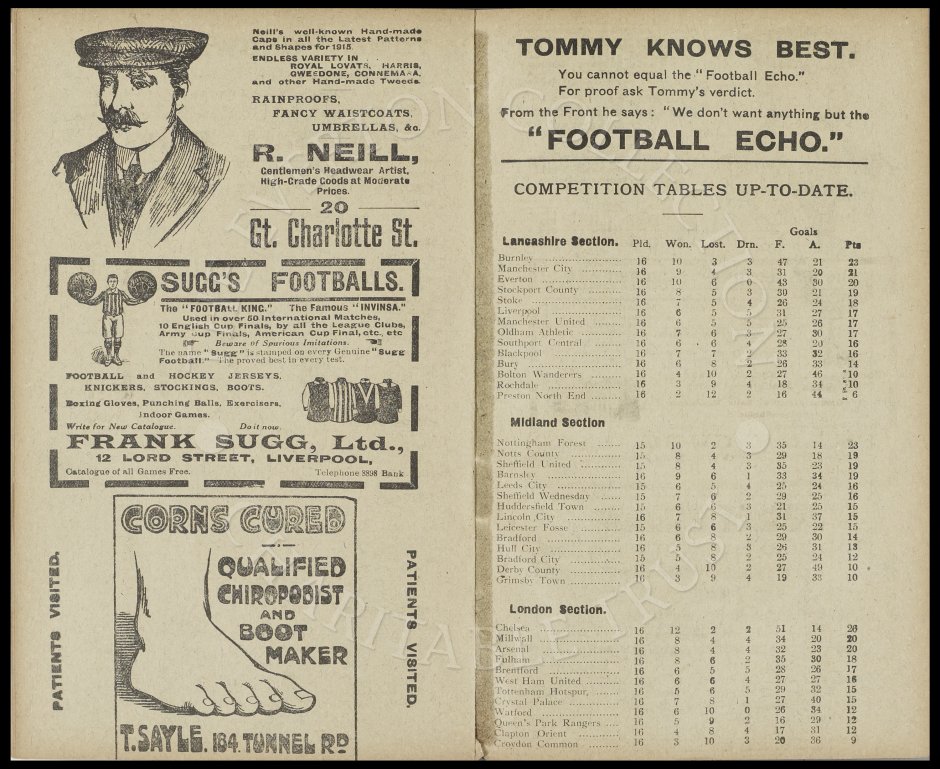 Neill's well-known Hand-made
Caps in all the Latest Patterns
and Shapes for 1915.
ENDLESS VARIETY IN
ROYAL LOVATS, HARRIS,
GWEEDONE, CONNEMARA,
and other Hand-made Tweeds
RAINPROOFS,
FANCY WAISTCOATS,
UMBRELLAS, &c.
R. NEILL,
Gentlemen's Headwear Artist,
High-Grade Goods at Moderate
Prices.
20
Gt. Charlotte St.
SUGG'S FOOTBALLS.
The "FOOTBALL KING." The Famous "INVINSA."
Used in over 50 International Matches,
10 English Cup Finals, by all the League Clubs,
Army Cup Finals, American Cup Final, etc, etc
Beware of Spurious Imitations.
The name "Sugg" is stamped on every Genuine "Sugg
Football." The proved best in every test.
FOOTBALL and HOCKEY JERSEYS.
KNICKERS, STOCKINGS, BOOTS.
Boxing Gloves, Punching Balls, Exercisers,
Indoor Games.
Write for New Catalogue. Do it now.
FRANK SUGG, Ltd.,
12 LORD STREET, LIVERPOOL,
Catalogue of all Games Free. Telephone 8898 Bank
PATIENTS VISITED.
CORNS CURED
QUALIFIED
CHIROPODIST
AND
BOOT
MAKER
T. SAYLE. 184. TUNNEL RD
PATIENTS VISITED.
TOMMY KNOWS BEST.
You cannot equal the "Football Echo."
For proof ask Tommy's verdict.
From the Front he says: "We don't want anything but the
"FOOTBALL ECHO."
COMPETITION TABLES UP-TO-DATE.
Goals
Lancashire Section. Pld. Won. Lost. Drn. F. A. Pts
Burnley 16 10 3 3 47 21 23
Manchester City 16 9 4 3 31 20 21
Everton 16 10 6 0 43 30 20
Stockport County 16 8 5 3 30 21 19
Stoke 16 7 5 4 26 24 18
Liverpool 16 6 5 5 31 27 17
Manchester United 16 6 5 5 25 26 17
Oldham Athletic 16 7 6 3 27 30 17
Southport Central 16 6 6 4 28 20 16
Blackpool 16 7 7 2 33 32 16
Bury 16 6 8 2 26 33 14
Bolton Wanderers 16 4 10 2 27 46 10
Rochdale 16 3 9 4 18 34 10
Preston North End 16 2 12 2 16 44 6
Midland Section
Nottingham Forest 15 10 2 3 35 14 23
Notts County 15 8 4 3 29 18 19
Sheffield United 15 8 4 3 35 23 19
Barnsley 16 9 6 1 33 34 19
Leeds City 15 6 5 4 25 24 16
Sheffield Wednesday 15 7 6 2 29 25 16
Huddersfield Town 15 6 6 3 21 25 15
Lincoln City 16 7 8 1 31 37 15
Leicester Fosse 15 6 6 3 25 22 15
Bradford 16 6 8 2 29 30 14
Hull City 16 5 8 3 26 31 13
Bradford City 15 5 8 2 25 24 12
Derby County 16 4 10 2 27 49 10
Grimsby Town 16 3 9 4 19 33 10
London Section.
Chelsea 16 12 2 2 51 14 26
Millwall 16 8 4 4 34 20 20
Arsenal 16 8 4 4 32 23 20
Fulham 16 8 6 2 35 30 18
Brentford 16 6 5 5 28 26 17
West Ham United 16 6 6 4 27 27 16
Tottenham Hotspur, 16 5 6 5 29 32 15
Crystal Palace 16 7 8 1 27 40 15
Watford 16 6 10 0 26 34 12
Queen's Park Rangers 16 5 9 2 16 29 12
Clapton Orient 16 4 8 4 17 31 12
Croydon Common 16 3 10 3 20 36 9